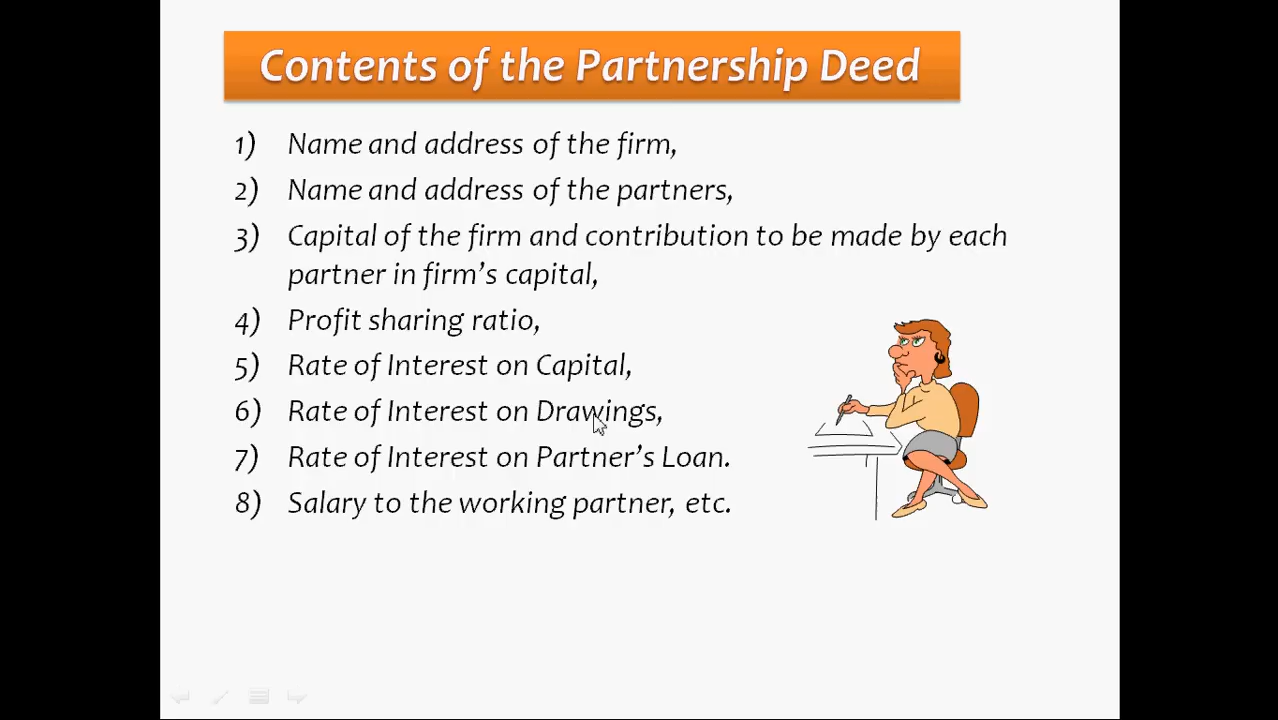 Contents of the Partnership Deed
1) Name and address of the firm,
2) Name and address of the partners,
3) Capital of the firm and contribution to be made by each
partner in firm's capital,
4) Profit sharing ratio,
5) Rate of Interest on Capital,
6) Rate of Interest on Drawings,
7) Rate of Interest on Partner's Loan.
8) Salary to the working partner, etc.